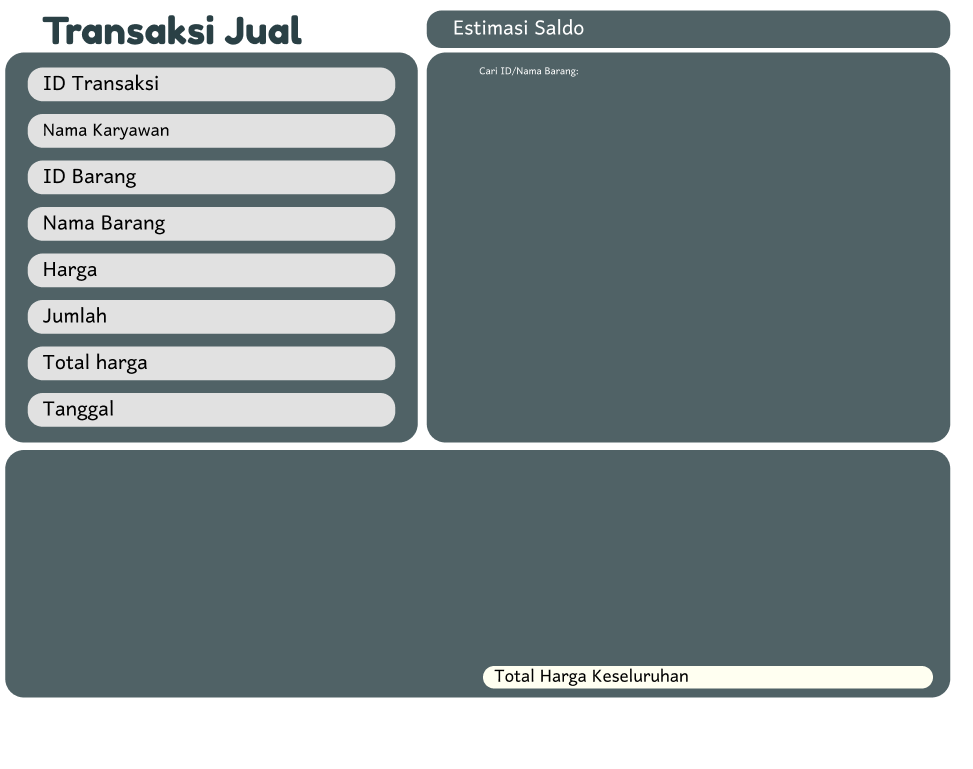 Transaksi Jual
Estimasi Saldo
ID Transaksi
Nama Karyawan
ID Barang
Nama Barang
Harga
Jumlah
Total harga
Tanggal
Cari ID/Nama Barang:
Total Harga Keseluruhan